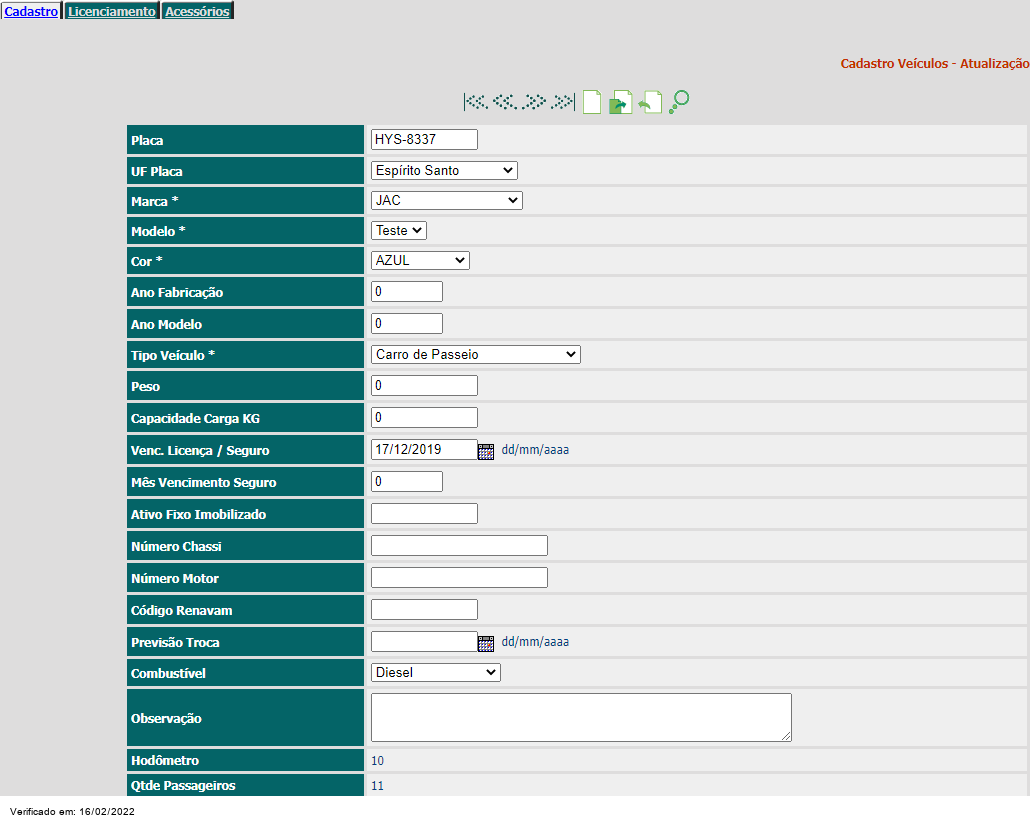 Cadastro Licenciamento Acessórios
Cadastro Veículos - Atualização
Placa HYS-8337
UF Placa Espírito Santo
Marca * JAC
Modelo * Teste
Cor * AZUL
Ano Fabricação 0
Ano Modelo 0
Tipo Veículo * Carro de Passeio
Peso 0
Capacidade Carga KG 0
Venc. Licença / Seguro 17/12/2019 dd/mm/aaaa
Mês Vencimento Seguro 0
Ativo Fixo Imobilizado
Número Chassi
Número Motor
Código Renavam
Previsão Troca dd/mm/aaaa
Combustível Diesel
Observação
Hodômetro 10
Qtde Passageiros 11
Verificado em: 16/02/2022